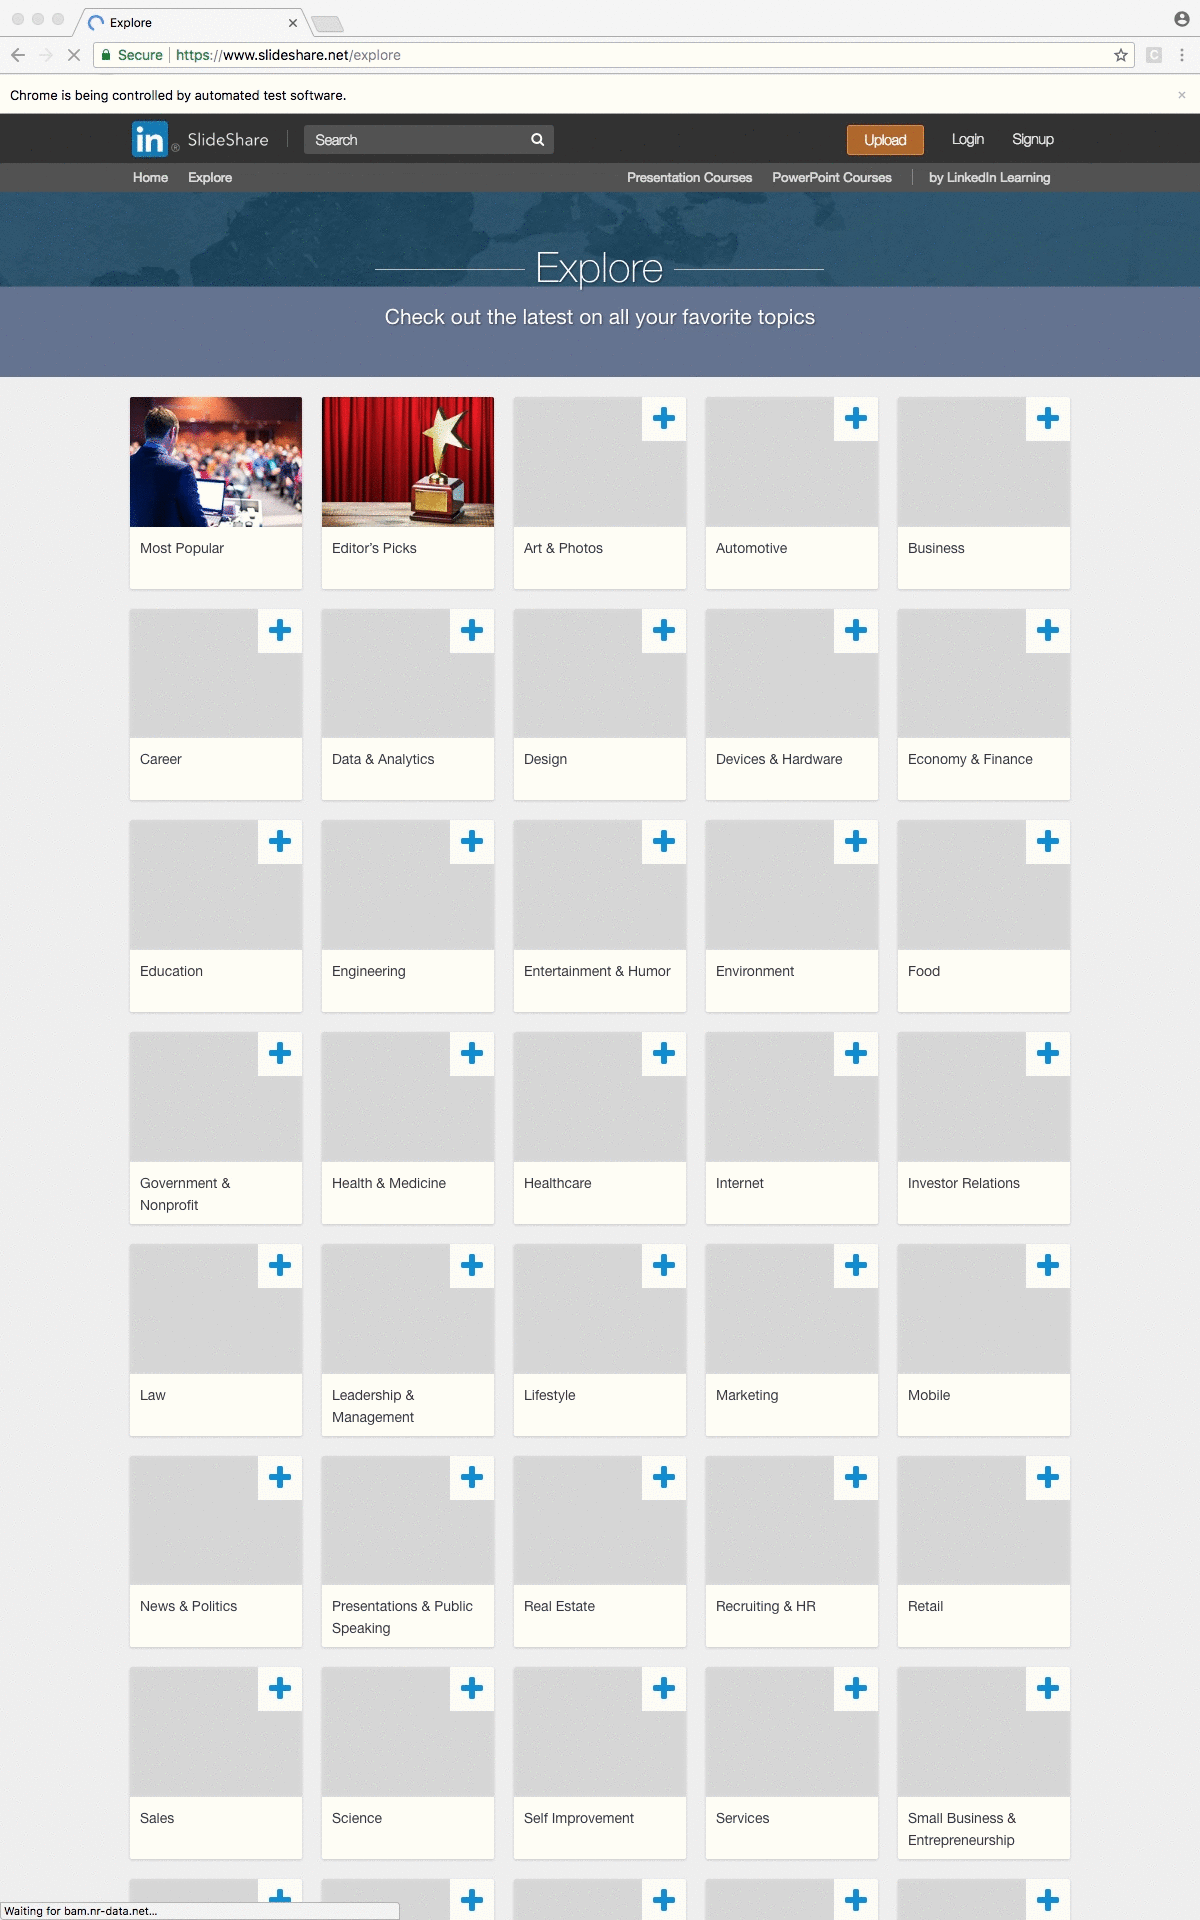 Explore
Secure https://www.slideshare.net/explore
Chrome is being controlled by automated test software.
in ® SlideShare Search Upload Login Signup
Home Explore Presentation Courses PowerPoint Courses by LinkedIn Learning
Explore
Check out the latest on all your favorite topics
Most Popular Editor's Picks Art & Photos Automotive Business
Career Data & Analytics Design Devices & Hardware Economy & Finance
Education Engineering Entertainment & Humor Environment Food
Government &
Nonprofit
Health & Medicine Healthcare Internet Investor Relations
Law
Leadership &
Management
Lifestyle Marketing Mobile
News & Politics
Presentations & Public
Speaking
Real Estate Recruiting & HR Retail
Sales Science Self Improvement Services
Small Business &
Entrepreneurship
Waiting for bam.nr-data.net...